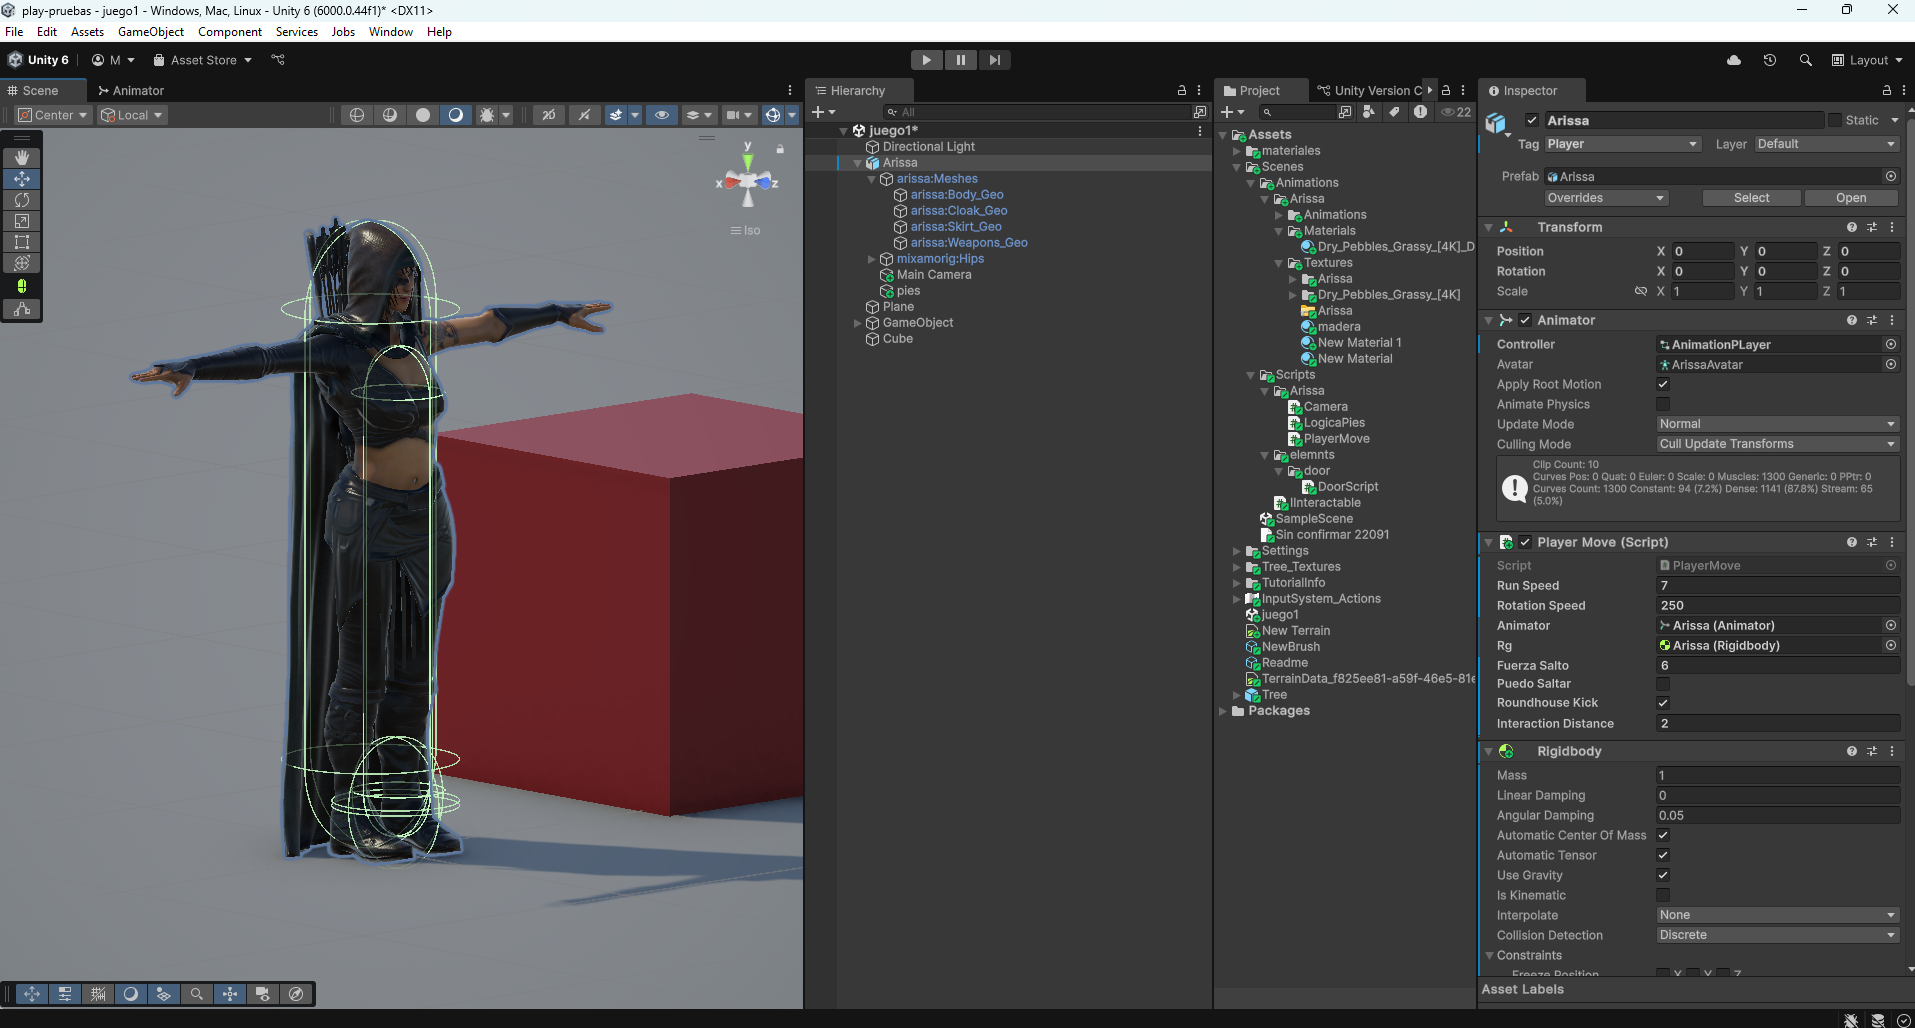 play-pruebas - juego1 - Windows, Mac, Linux - Unity 6 (6000.0.44f1)* <DX11>
File Edit Assets GameObject Component Services Jobs Window Help
Unity 6 M Asset Store Layout
Scene Animator
Center Local 2D
y
x z
Iso
Hierarchy
All
juego1*
Directional Light
Arissa
arissa:Meshes
arissa:Body_Geo
arissa:Cloak_Geo
arissa:Skirt_Geo
arissa:Weapons_Geo
mixamorig:Hips
Main Camera
pies
Plane
GameObject
Cube
Project Unity Version C
22
Assets
materiales
Scenes
Animations
Arissa
Animations
Materials
Dry_Pebbles_Grassy_[4K]_D
Textures
Arissa
Dry_Pebbles_Grassy_[4K]
Arissa
madera
New Material 1
New Material
Scripts
Arissa
Camera
LogicaPies
PlayerMove
elemnts
door
DoorScript
IInteractable
SampleScene
Sin confirmar 22091
Settings
Tree_Textures
TutorialInfo
InputSystem_Actions
juego1
New Terrain
NewBrush
Readme
TerrainData_f825ee81-a59f-46e5-81e
Tree
Packages
Inspector
Arissa Static
Tag Player Layer Default
Prefab Arissa
Overrides Select Open
Transform
Position X 0 Y 0 Z 0
Rotation X 0 Y 0 Z 0
Scale X 1 Y 1 Z 1
Animator
Controller AnimationPLayer
Avatar ArissaAvatar
Apply Root Motion
Animate Physics
Update Mode Normal
Culling Mode Cull Update Transforms
Clip Count: 10
Curves Pos: 0 Quat: 0 Euler: 0 Scale: 0 Muscles: 1300 Generic: 0 PPtr: 0
Curves Count: 1300 Constant: 94 (7.2%) Dense: 1141 (87.8%) Stream: 65
(5.0%)
Player Move (Script)
Script PlayerMove
Run Speed 7
Rotation Speed 250
Animator Arissa (Animator)
Rg Arissa (Rigidbody)
Fuerza Salto 6
Puedo Saltar
Roundhouse Kick
Interaction Distance 2
Rigidbody
Mass 1
Linear Damping 0
Angular Damping 0.05
Automatic Center Of Mass
Automatic Tensor
Use Gravity
Is Kinematic
Interpolate None
Collision Detection Discrete
Constraints
Freeze Position X Y Z
Asset Labels